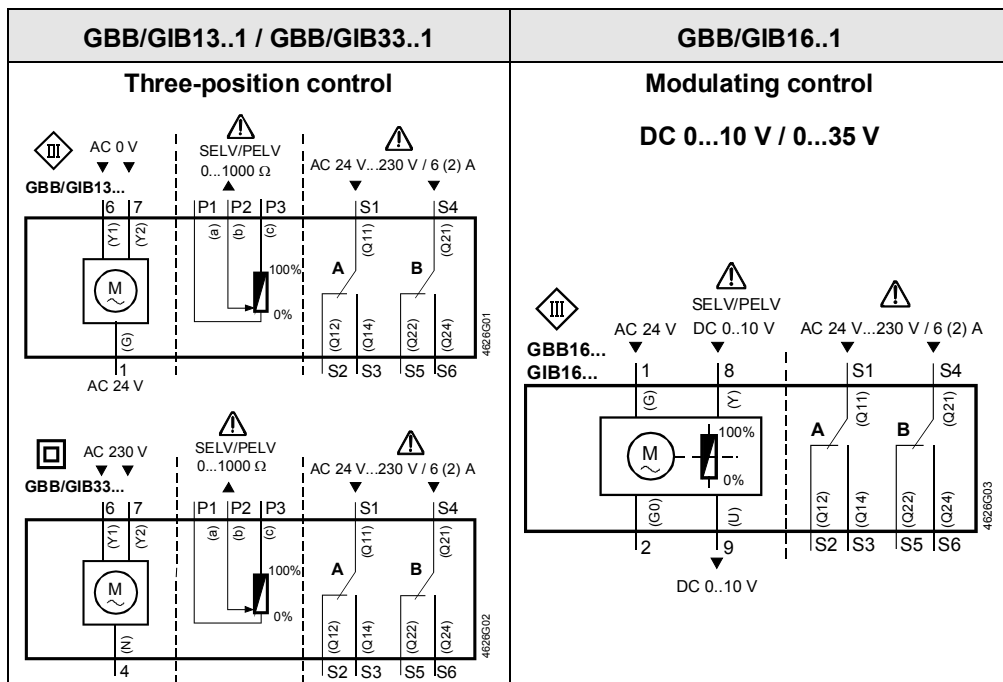 GBB/GIB13..1 / GBB/GIB33..1
Three-position control
III
AC 0 V
GBB/GIB13...
SELV/PELV
0...1000 Ω
AC 24 V...230 V / 6 (2) A
6 7 P1 P2 P3 S1 S4
(Y1) (Y2) (a) (b) (c) (Q11) (Q21)
M
100%
0%
A B
(G) (Q12) (Q14) (Q22) (Q24)
1 S2 S3 S5 S6
AC 24 V
4626G01
AC 230 V
GBB/GIB33...
SELV/PELV
0...1000 Ω
AC 24 V...230 V / 6 (2) A
6 7 P1 P2 P3 S1 S4
(Y1) (Y2) (a) (b) (c) (Q11) (Q21)
M
100%
0%
A B
(N) (Q12) (Q14) (Q22) (Q24)
4 S2 S3 S5 S6
4626G02
GBB/GIB16..1
Modulating control
DC 0...10 V / 0...35 V
III
GBB16...
GIB16...
AC 24 V
SELV/PELV
DC 0..10 V
AC 24 V...230 V / 6 (2) A
1 8 S1 S4
(G) (Y) (Q11) (Q21)
M
100%
0%
A B
(G0) (U) (Q12) (Q14) (Q22) (Q24)
2 9 S2 S3 S5 S6
DC 0..10 V
4626G03